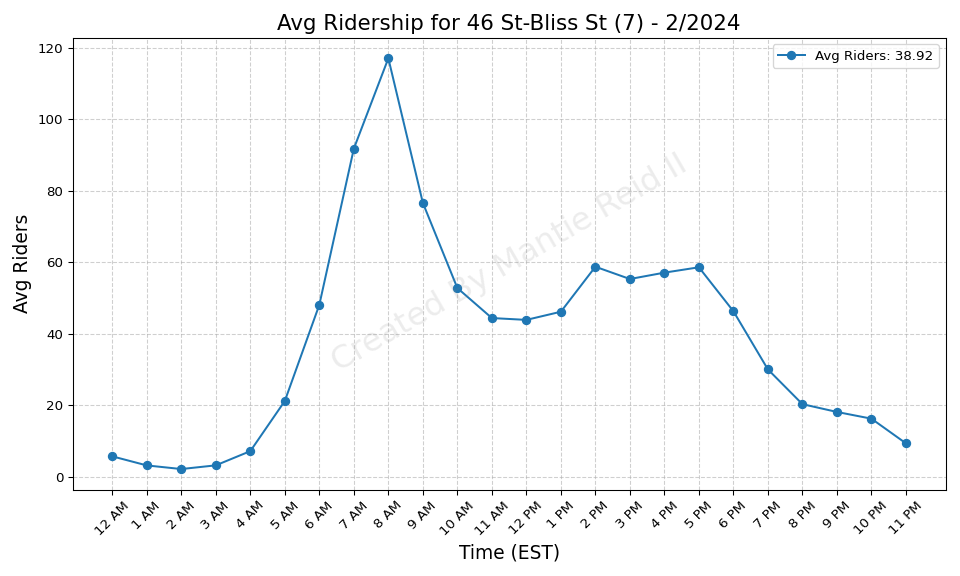 Avg Ridership for 46 St-Bliss St (7) - 2/2024
Avg Riders: 38.92
120
100
80
60
40
20
0
Avg Riders
Created By Mantie Reid II
12 AM
1 AM
2 AM
3 AM
4 AM
5 AM
6 AM
7 AM
8 AM
9 AM
10 AM
11 AM
12 PM
1 PM
2 PM
3 PM
4 PM
5 PM
6 PM
7 PM
8 PM
9 PM
10 PM
11 PM
Time (EST)